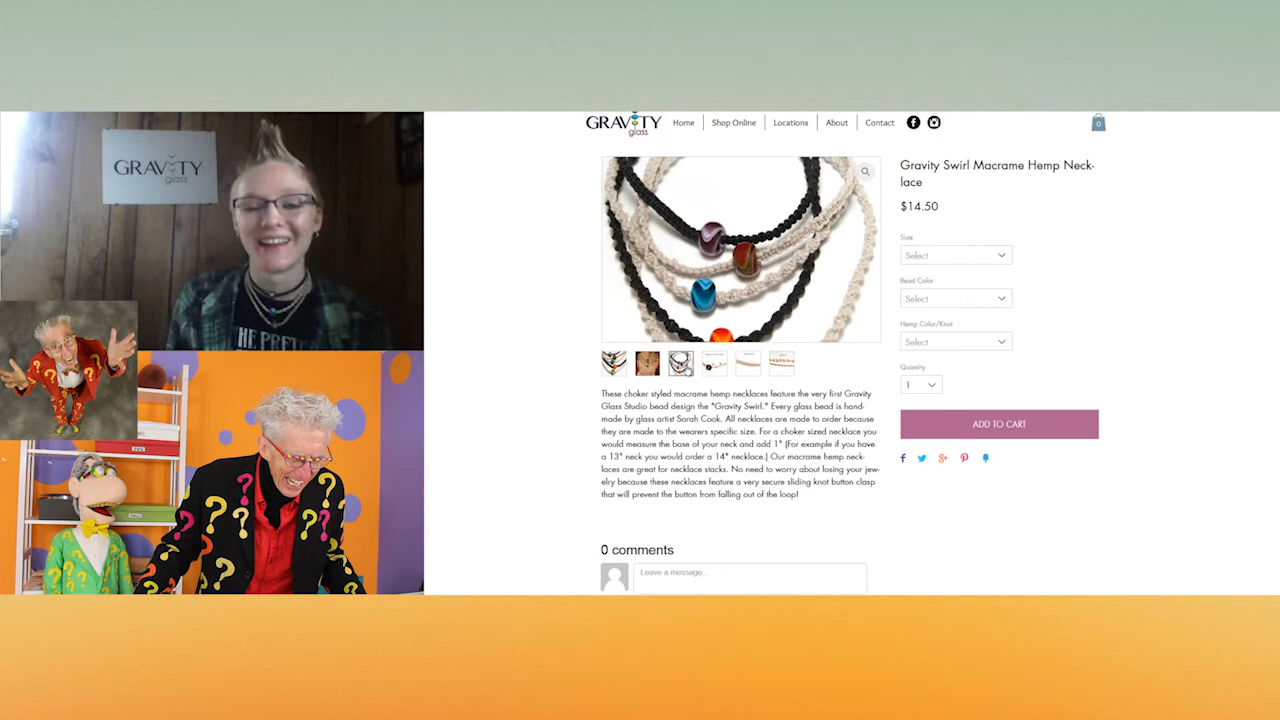 GRAVITY
glass
THE PRETTY
GRAVITY
glass
Home
Shop Online
Locations
About
Contact
0
Gravity Swirl Macrame Hemp Neck-
lace
$14.50
Size
Select
Bead Color
Select
Hemp Color/Knot
Select
Quantity
1
ADD TO CART
These choker styled macrame hemp necklaces feature the very first Gravity
Glass Studio bead design the "Gravity Swirl." Every glass bead is hand-
made by glass artist Sarah Cook. All necklaces are made to order because
they are made to the wearers specific size. For a choker sized necklace you
would measure the base of your neck and add 1" (For example if you have
a 13" neck you would order a 14" necklace.) Our macrame hemp neck-
laces are great for necklace stacks. No need to worry about losing your jew-
elry because these necklaces feature a very secure sliding knot button clasp
that will prevent the button from falling out of the loop!
0 comments
Leave a message...